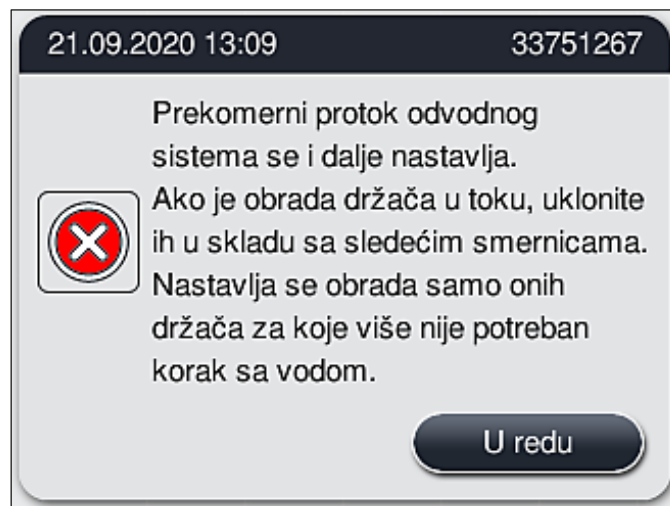 21.09.2020 13:09 33751267
Prekomerni protok odvodnog
sistema se i dalje nastavlja.
Ako je obrada držača u toku, uklonite
ih u skladu sa sledećim smernicama.
Nastavlja se obrada samo onih
držača za koje više nije potreban
korak sa vodom.
U redu